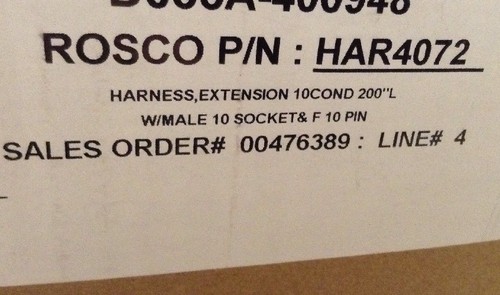 ROSCO P/N : HAR4072
HARNESS,EXTENSION 10COND 200"L
W/MALE 10 SOCKET& F 10 PIN
SALES ORDER# 00476389 : LINE# 4